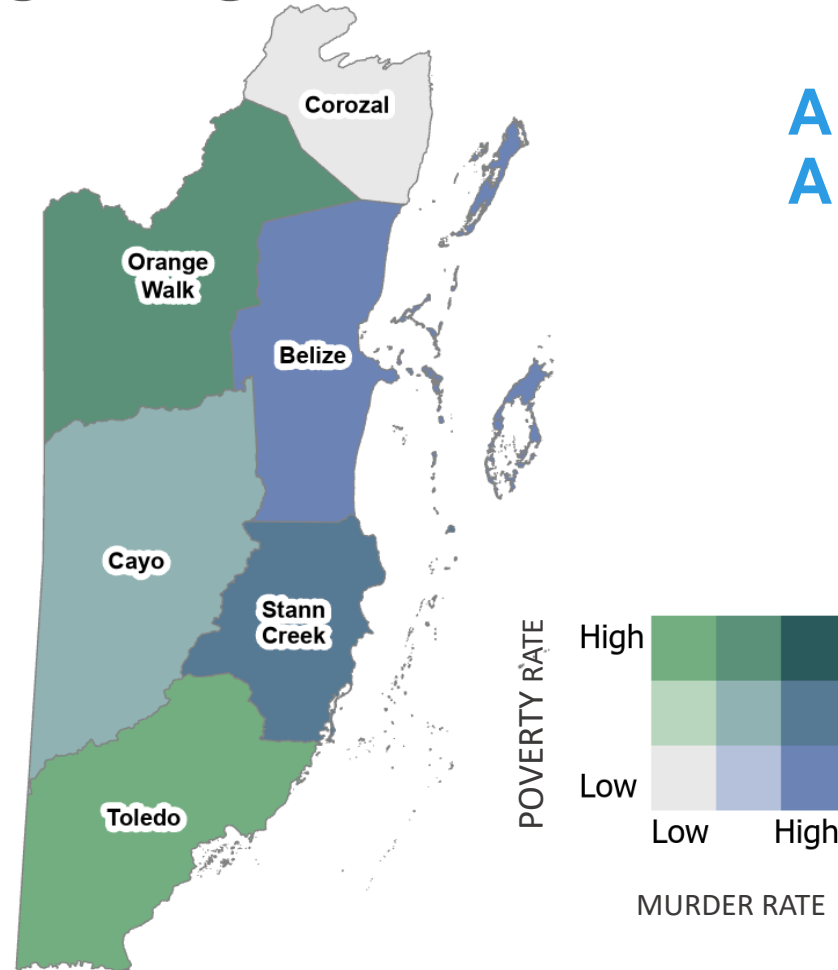 Corozal
A
A
Orange
Walk
Belize
Cayo
Stann
Creek
Toledo
POVERTY RATE
High
Low
Low High
MURDER RATE